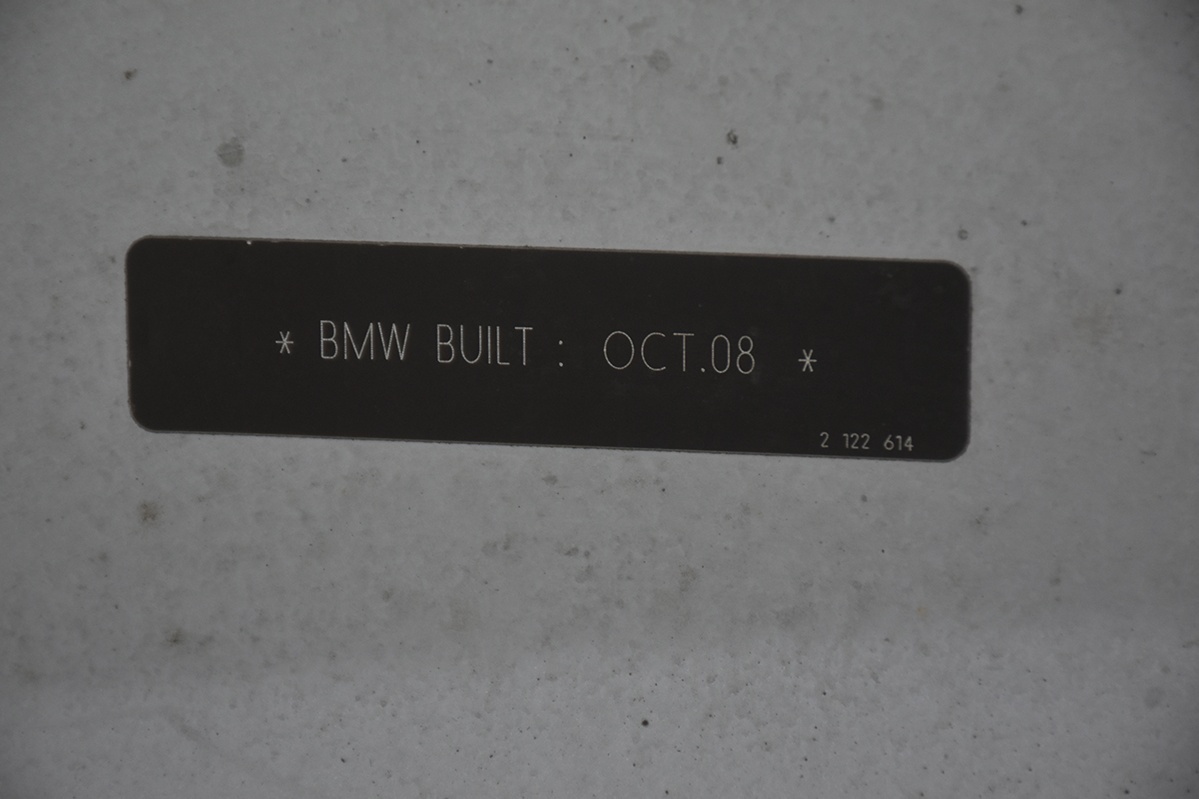 * BMW BUILT : OCT.08 *
2 122 614